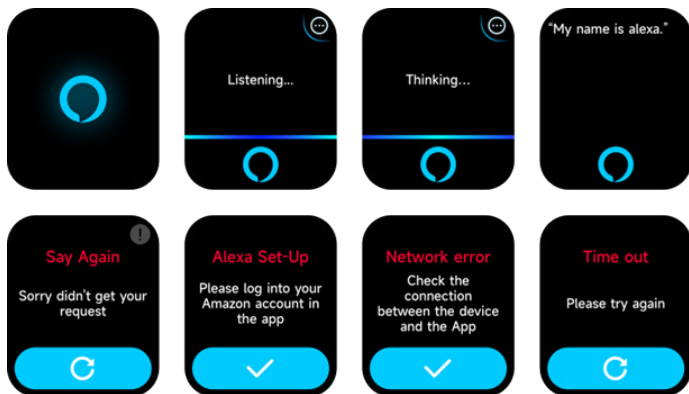 Listening...
Thinking...
“My name is alexa.”
Say Again
Sorry didn't get your
request
Alexa Set-Up
Please log into your
Amazon account in
the app
Network error
Check the
connection
between the device
and the App
Time out
Please try again